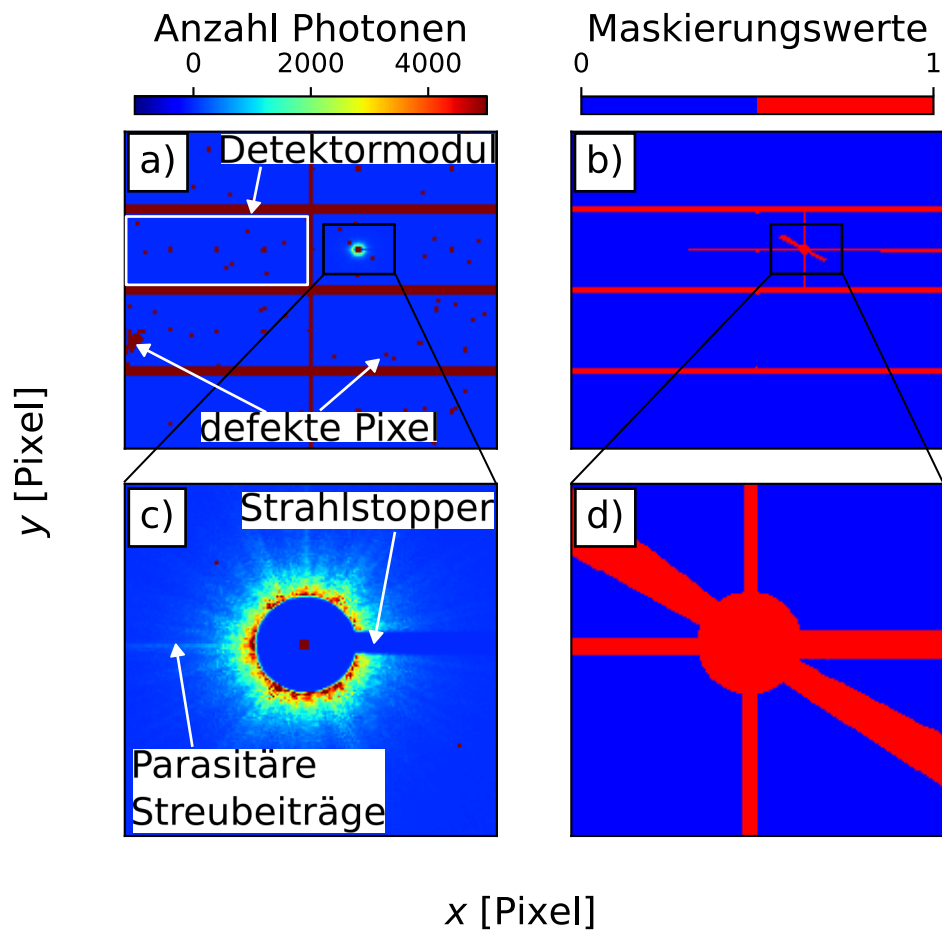 Anzahl Photonen
Maskierungswerte
0 2000 4000
0 1
a)
Detektormodul
b)
defekte Pixel
y [Pixel]
c)
Strahlstopper
d)
Parasitäre
Streubeiträge
x [Pixel]